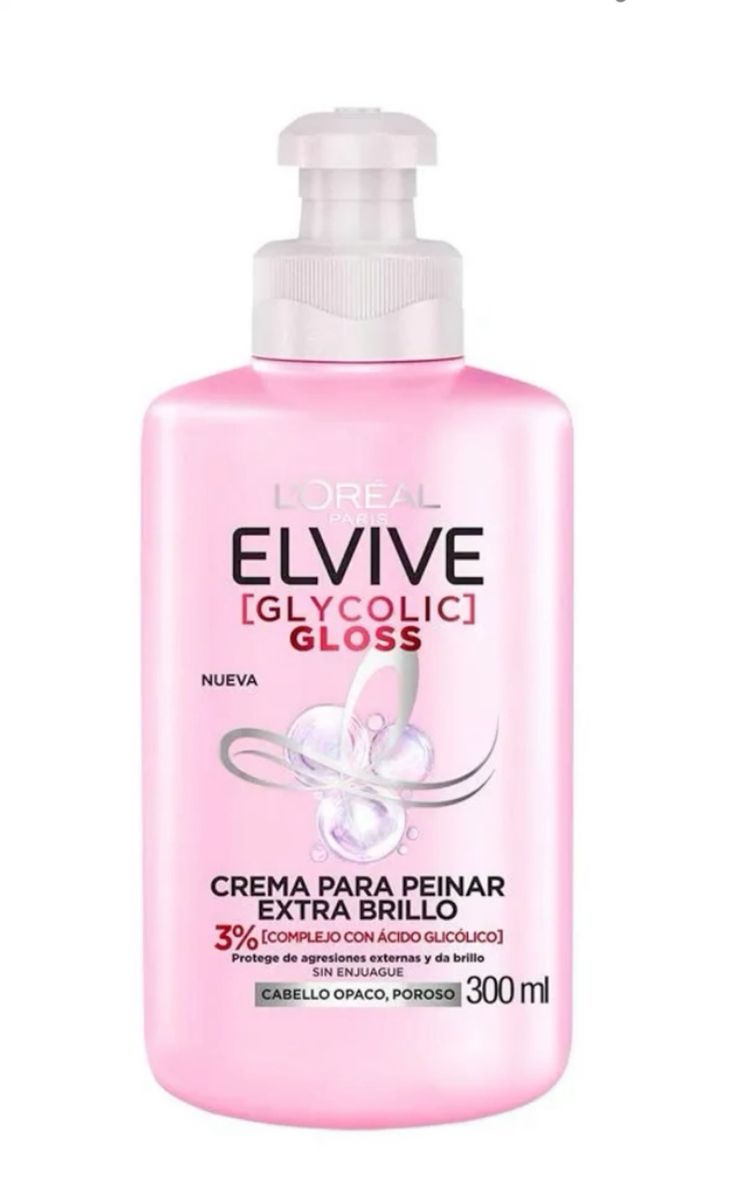 L'ORÉAL
PARIS
ELVIVE
[GLYCOLIC]
GLOSS
NUEVA
CREMA PARA PEINAR
EXTRA BRILLO
3% [COMPLEJO CON ÁCIDO GLICÓLICO]
Protege de agresiones externas y da brillo
SIN ENJUAGUE
CABELLO OPACO, POROSO 300 ml